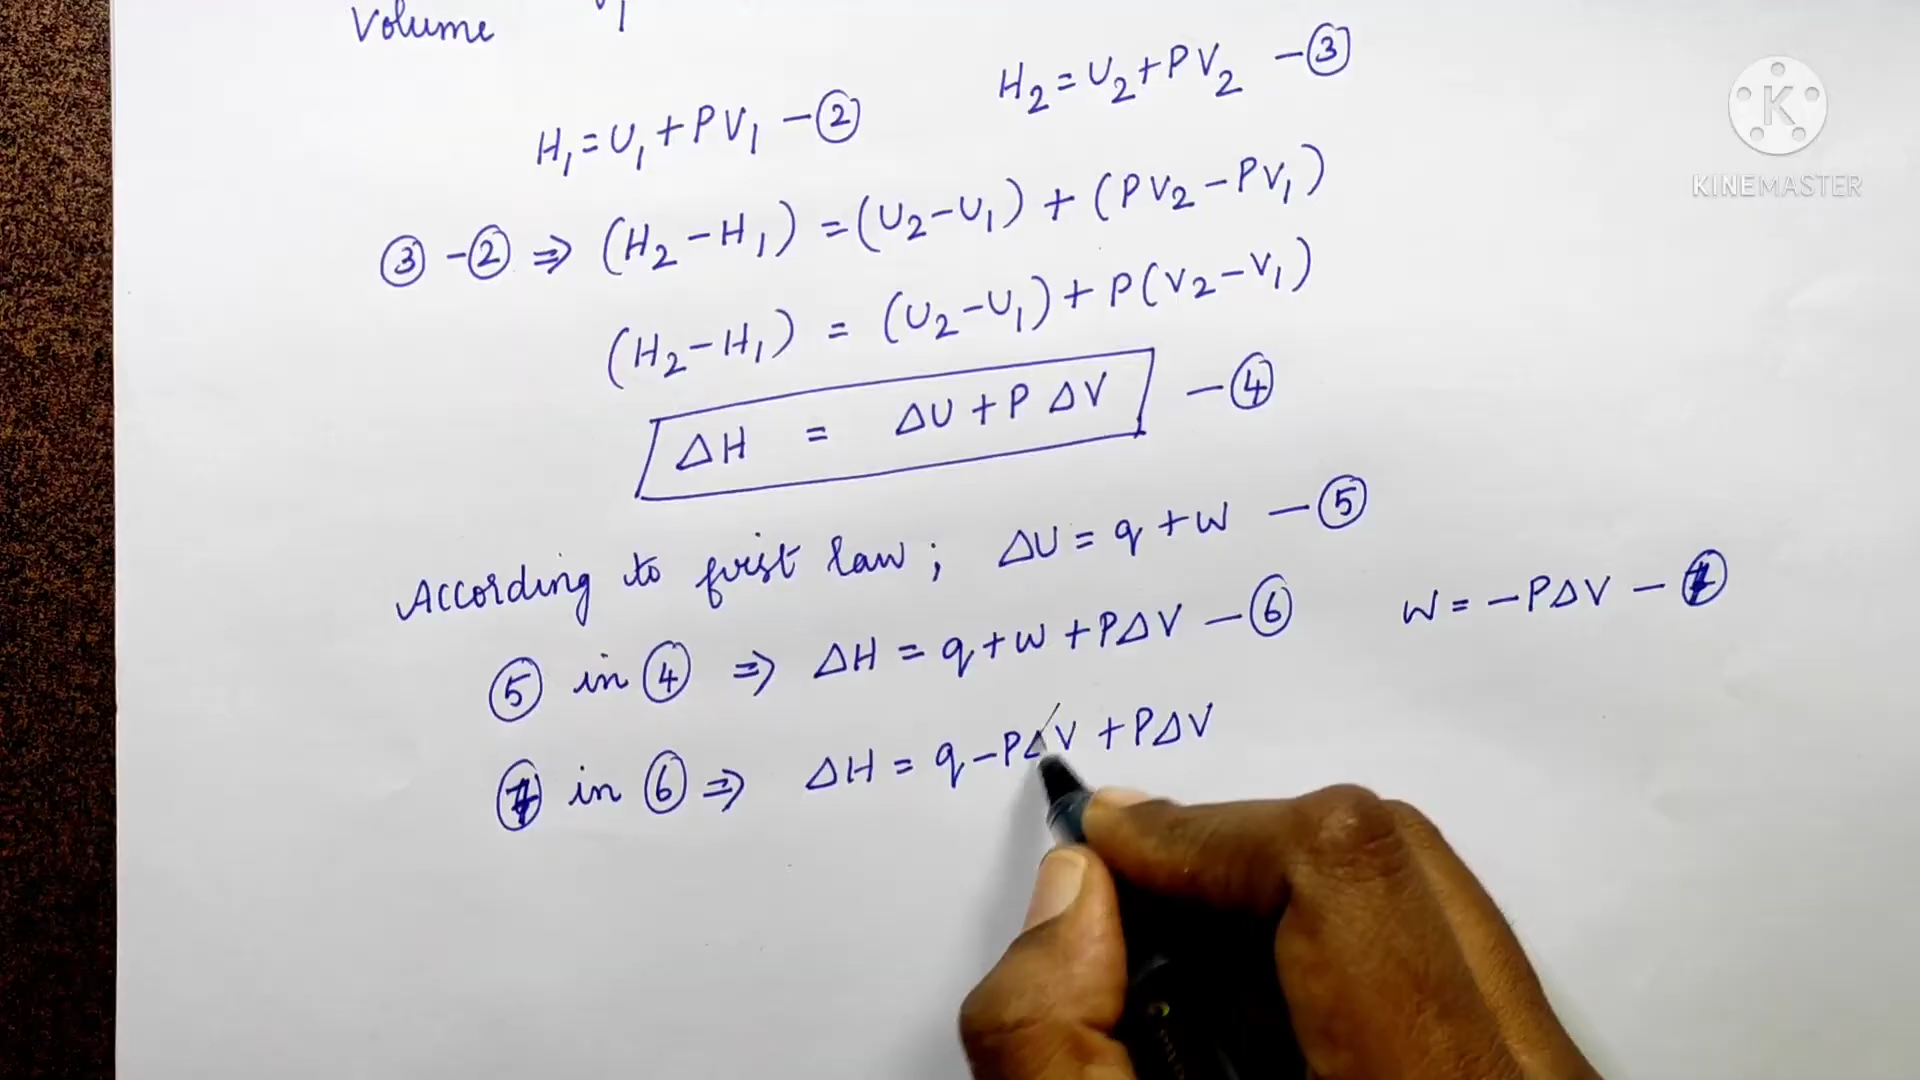 Volume V₁
H₂ = U₂ + PV₂ – ③
H₁ = U₁ + PV₁ – ②
③ – ② ⇒ (H₂ – H₁) = (U₂ – U₁) + (PV₂ – PV₁)
(H₂ – H₁) = (U₂ – U₁) + P(V₂ – V₁)
ΔH = ΔU + P ΔV – ④
According to first law ; ΔU = q + W – ⑤
⑤ in ④ ⇒ ΔH = q + W + PΔV – ⑥ W = – PΔV – ⑦
⑦ in ⑥ ⇒ ΔH = q – PΔV + PΔV
K
KINEMASTER